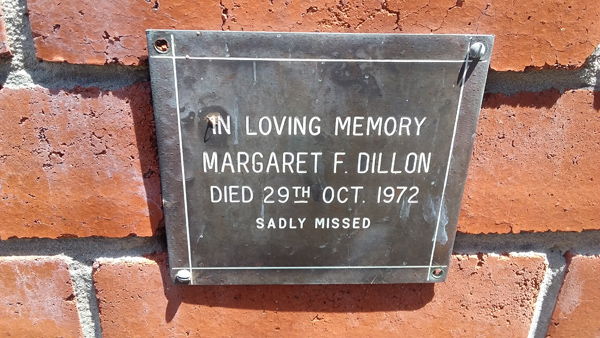 IN LOVING MEMORY
MARGARET F. DILLON
DIED 29TH OCT. 1972
SADLY MISSED